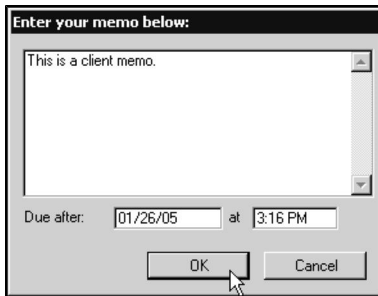 Enter your memo below:
This is a client memo.
Due after: 01/26/05 at 3:16 PM
OK Cancel